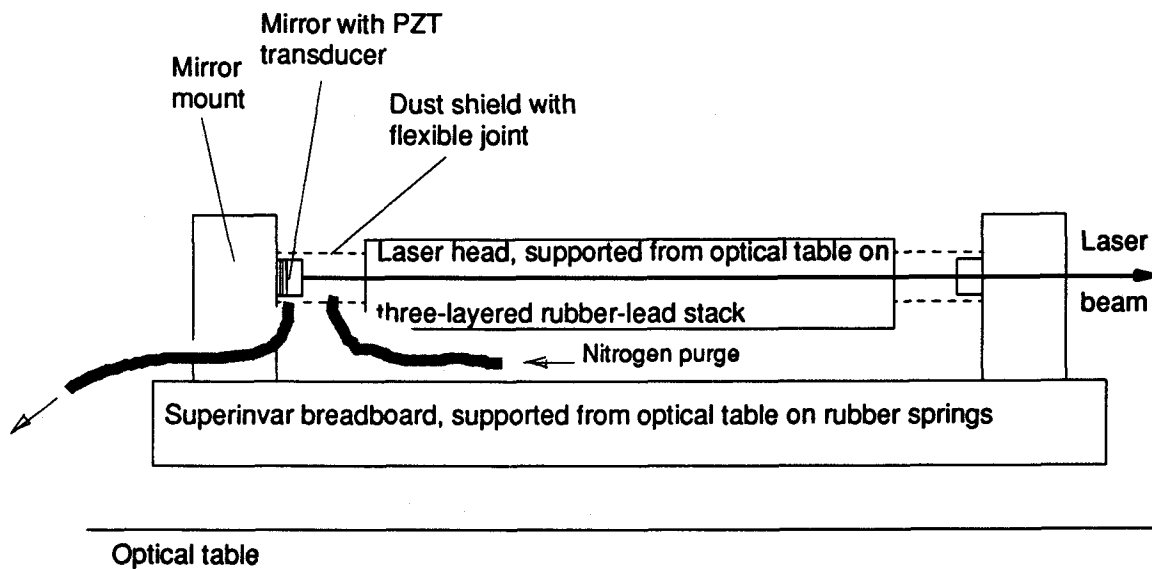 Mirror with PZT
transducer
Mirror
mount
Dust shield with
flexible joint
Laser head, supported from optical table on
three-layered rubber-lead stack
Laser
beam
Nitrogen purge
Superinvar breadboard, supported from optical table on rubber springs
Optical table